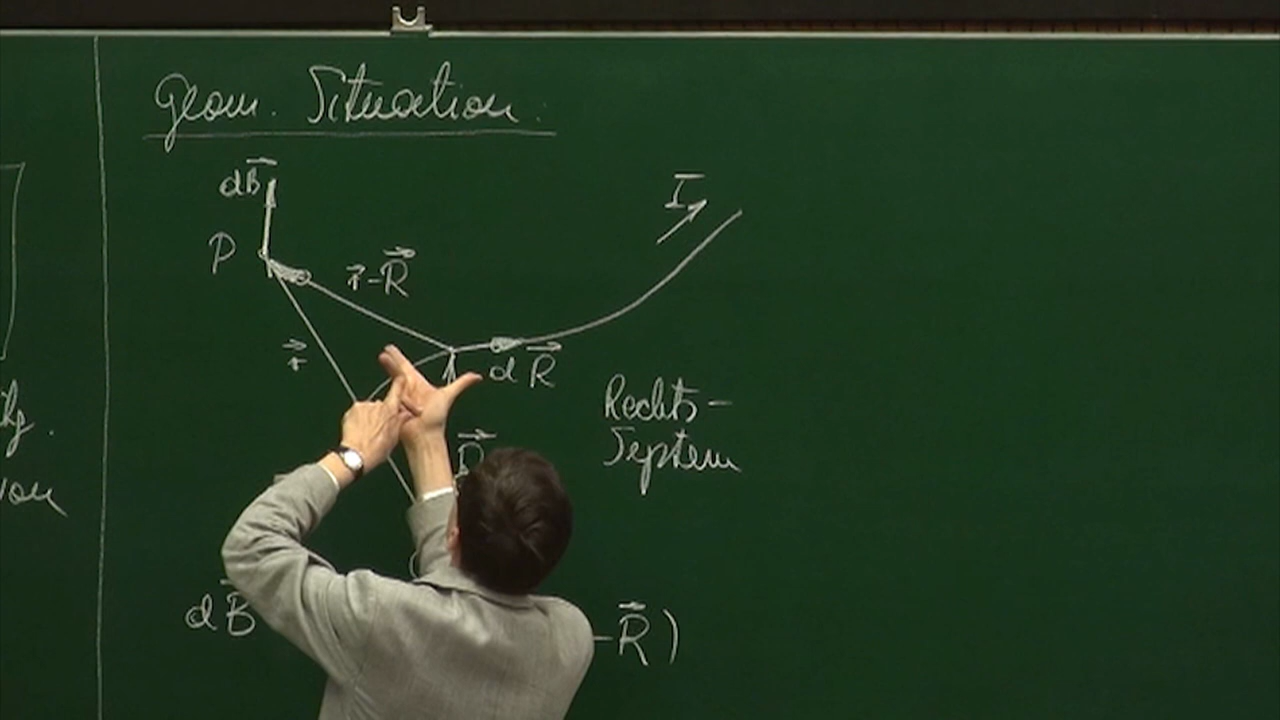 Geom. Situation.
dB⃗
I
P
r⃗-R⃗
r⃗
dR⃗
Rechts-
System
dB⃗
-R⃗)